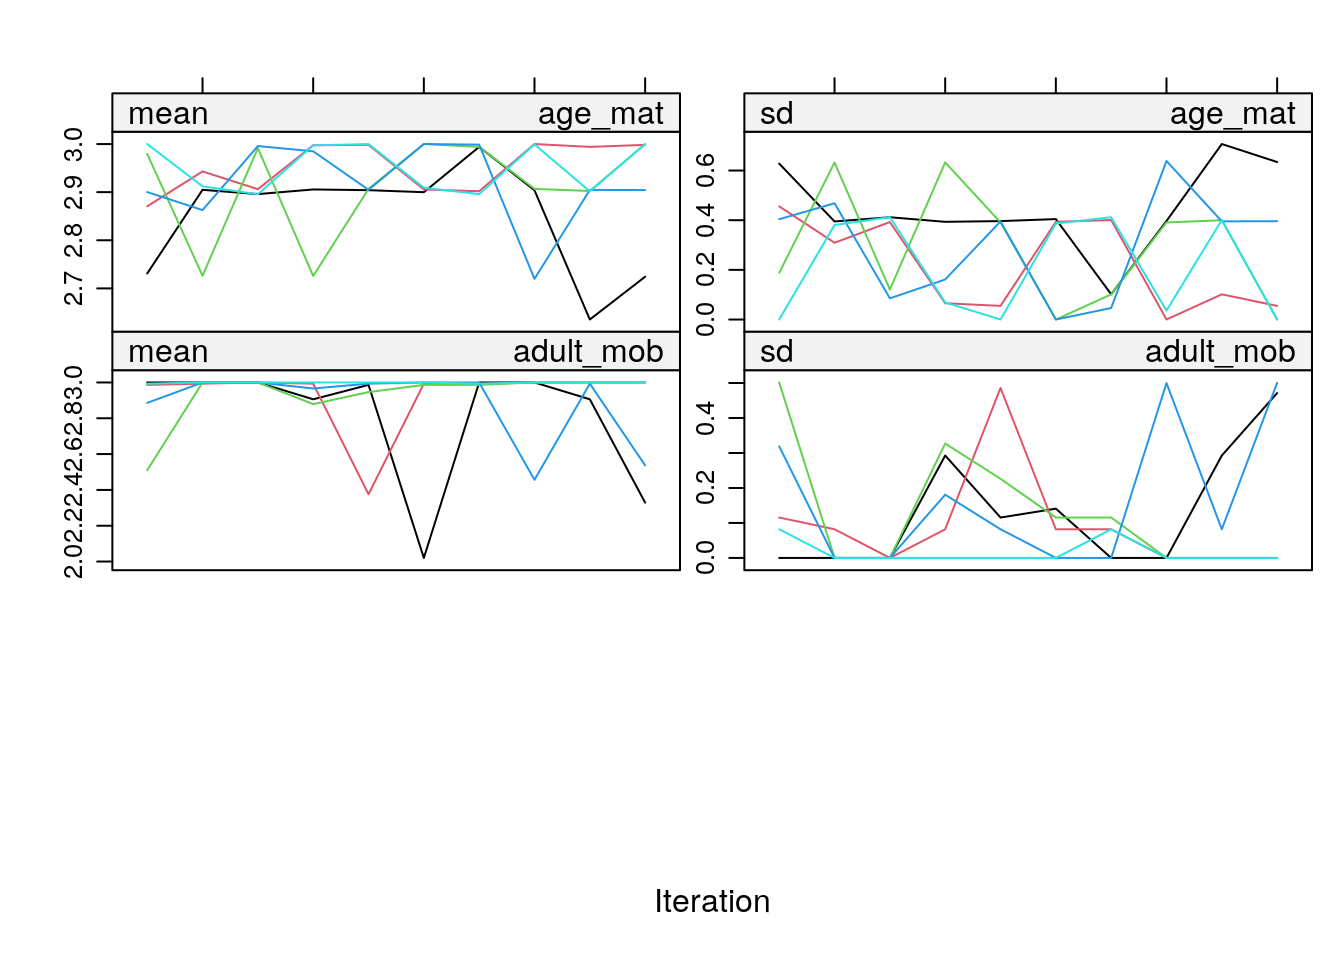 mean age_mat
sd age_mat
2.7 2.8 2.9 3.0
0.0 0.2 0.4 0.6
mean adult_mob
sd adult_mob
2.02.22.42.62.83.0
0.0 0.2 0.4
Iteration